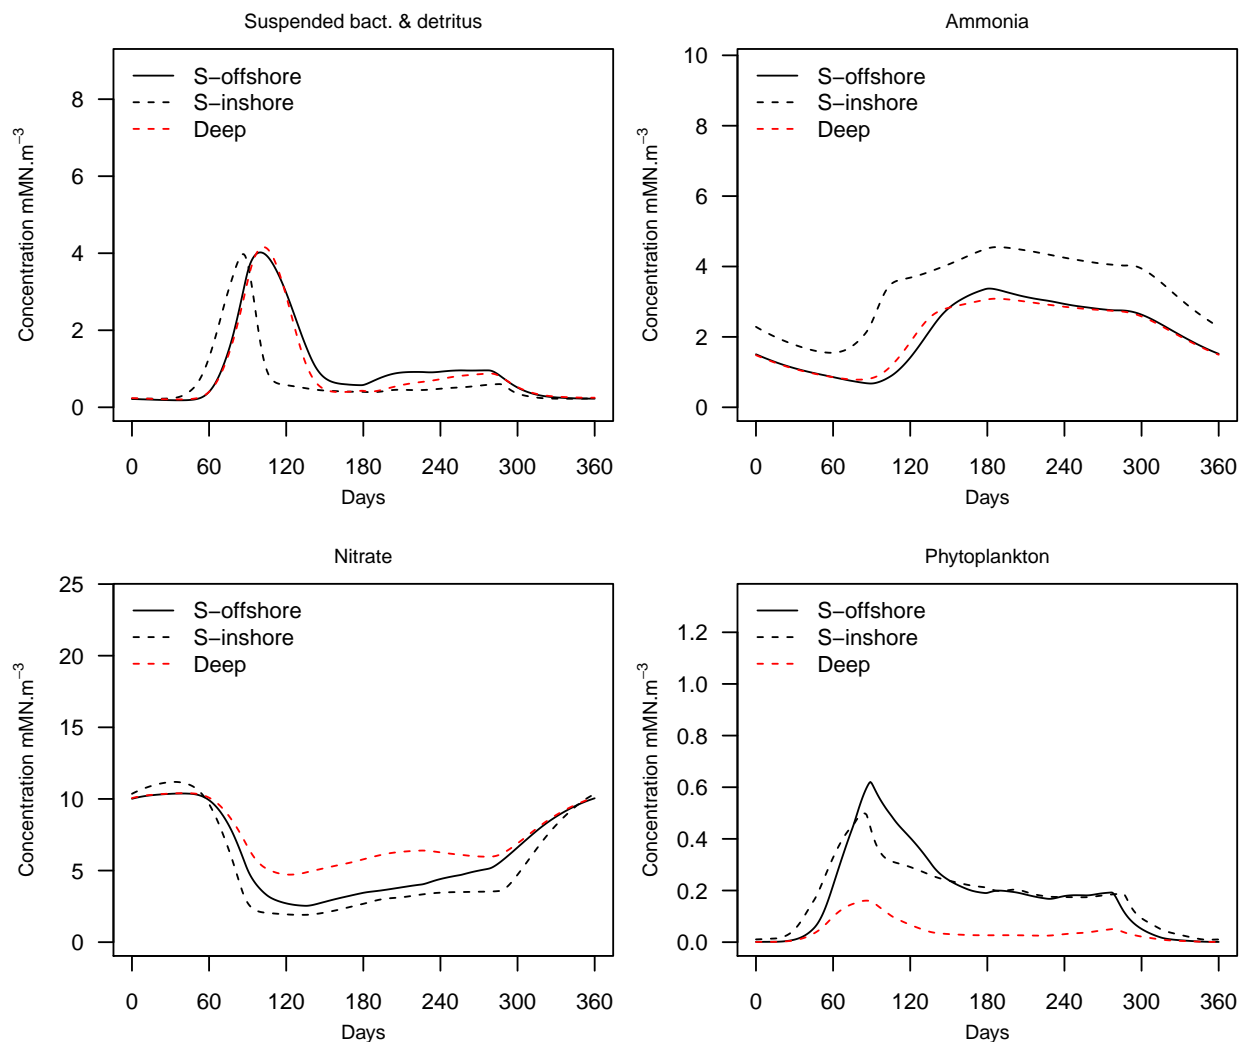 Suspended bact. & detritus
Concentration mMN.m−3
8
6
4
2
0
S−offshore
S−inshore
Deep
0 60 120 180 240 300 360
Days
Ammonia
Concentration mMN.m−3
10
8
6
4
2
0
S−offshore
S−inshore
Deep
0 60 120 180 240 300 360
Days
Nitrate
Concentration mMN.m−3
25
20
15
10
5
0
S−offshore
S−inshore
Deep
0 60 120 180 240 300 360
Days
Phytoplankton
Concentration mMN.m−3
1.2
1.0
0.8
0.6
0.4
0.2
0.0
S−offshore
S−inshore
Deep
0 60 120 180 240 300 360
Days